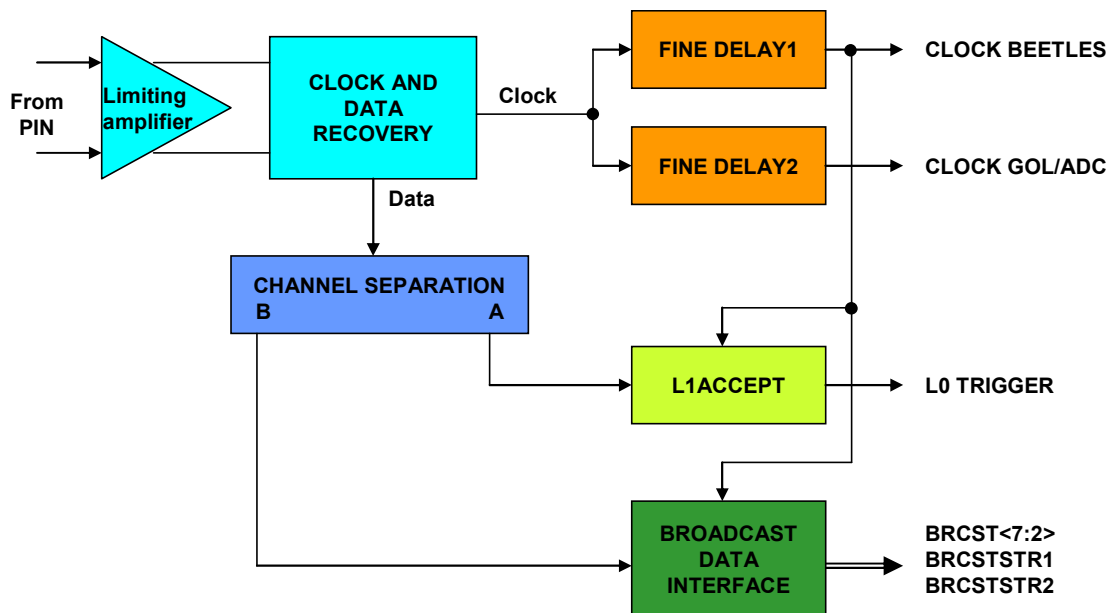 From
PIN
Limiting
amplifier
CLOCK AND
DATA
RECOVERY
Clock
Data
FINE DELAY1
CLOCK BEETLES
FINE DELAY2
CLOCK GOL/ADC
CHANNEL SEPARATION
B A
L1ACCEPT
L0 TRIGGER
BROADCAST
DATA
INTERFACE
BRCST<7:2>
BRCSTSTR1
BRCSTSTR2